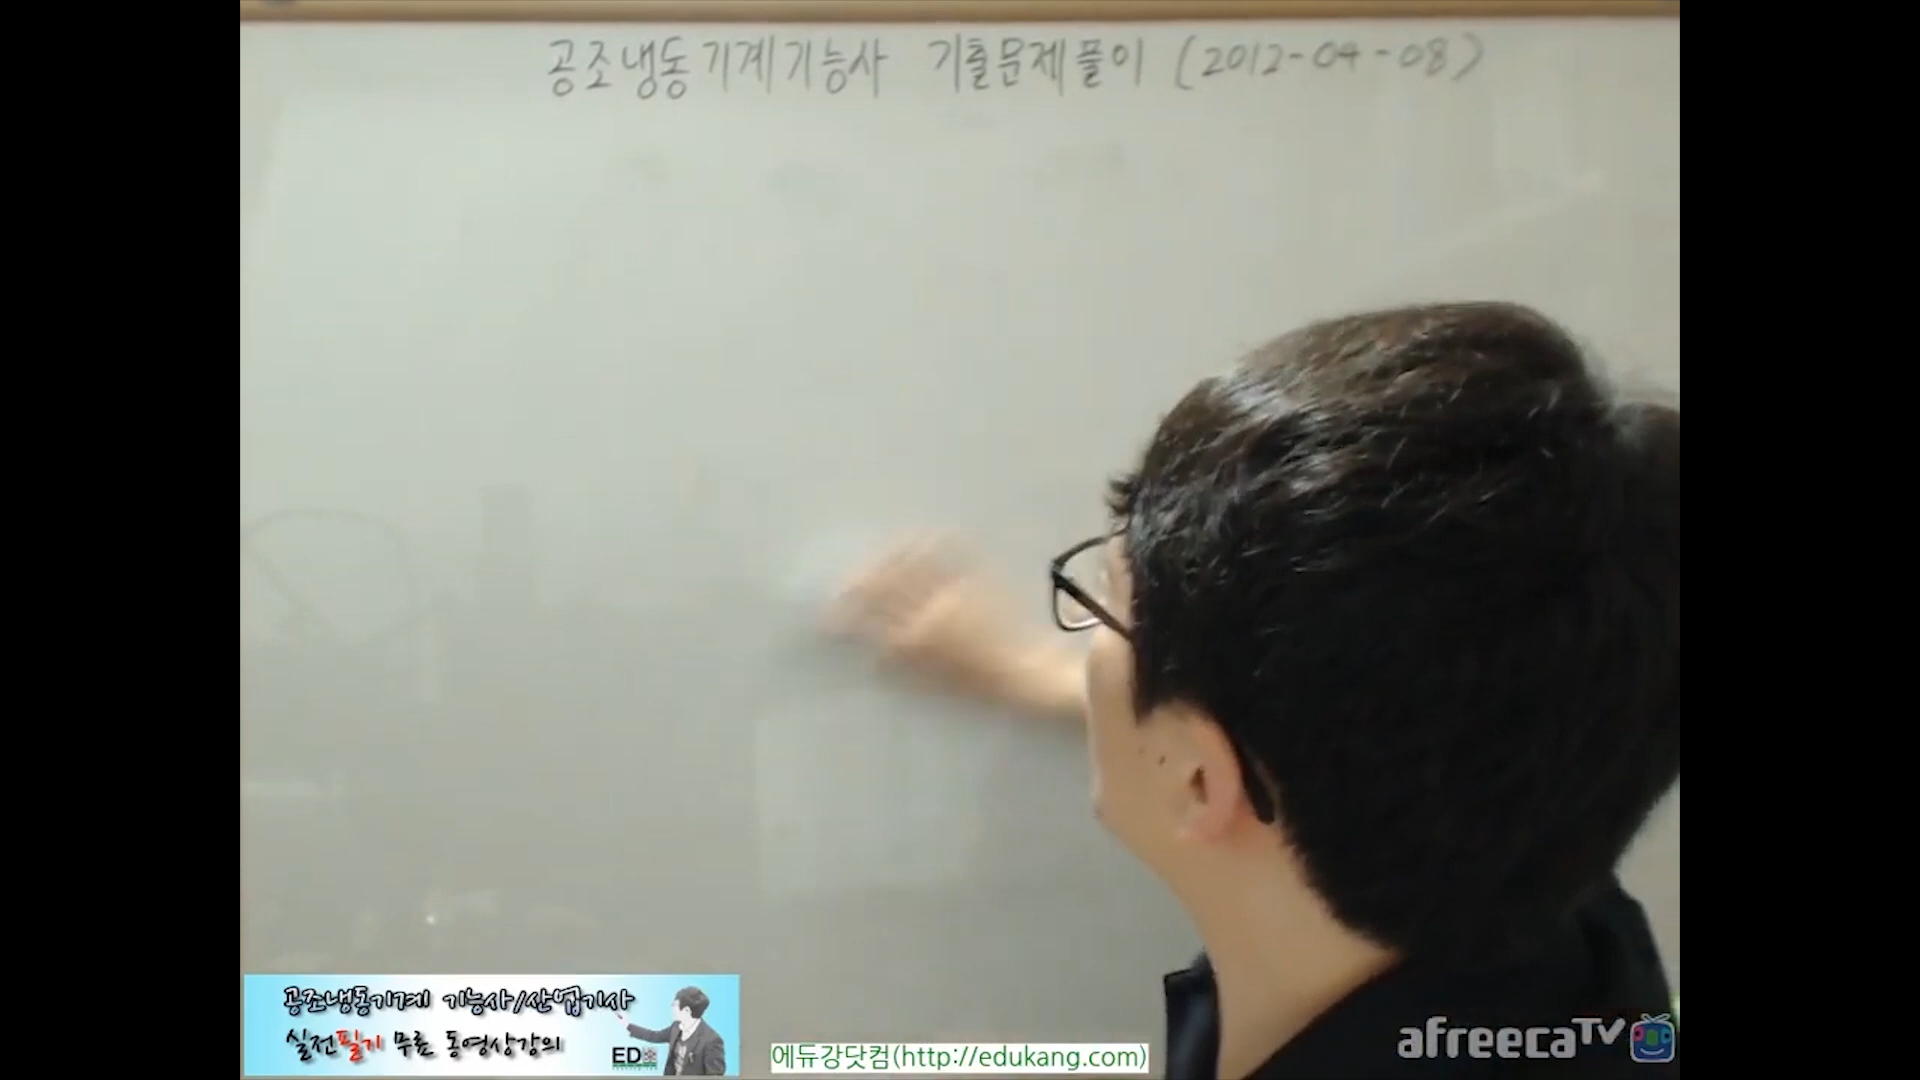 공조냉동기계기능사 기출문제풀이 (2012-04-08)
공조냉동기계 기능사/산업기사
실전필기 무료 동영상강의
에듀강닷컴(http://edukang.com)
afreecaTV